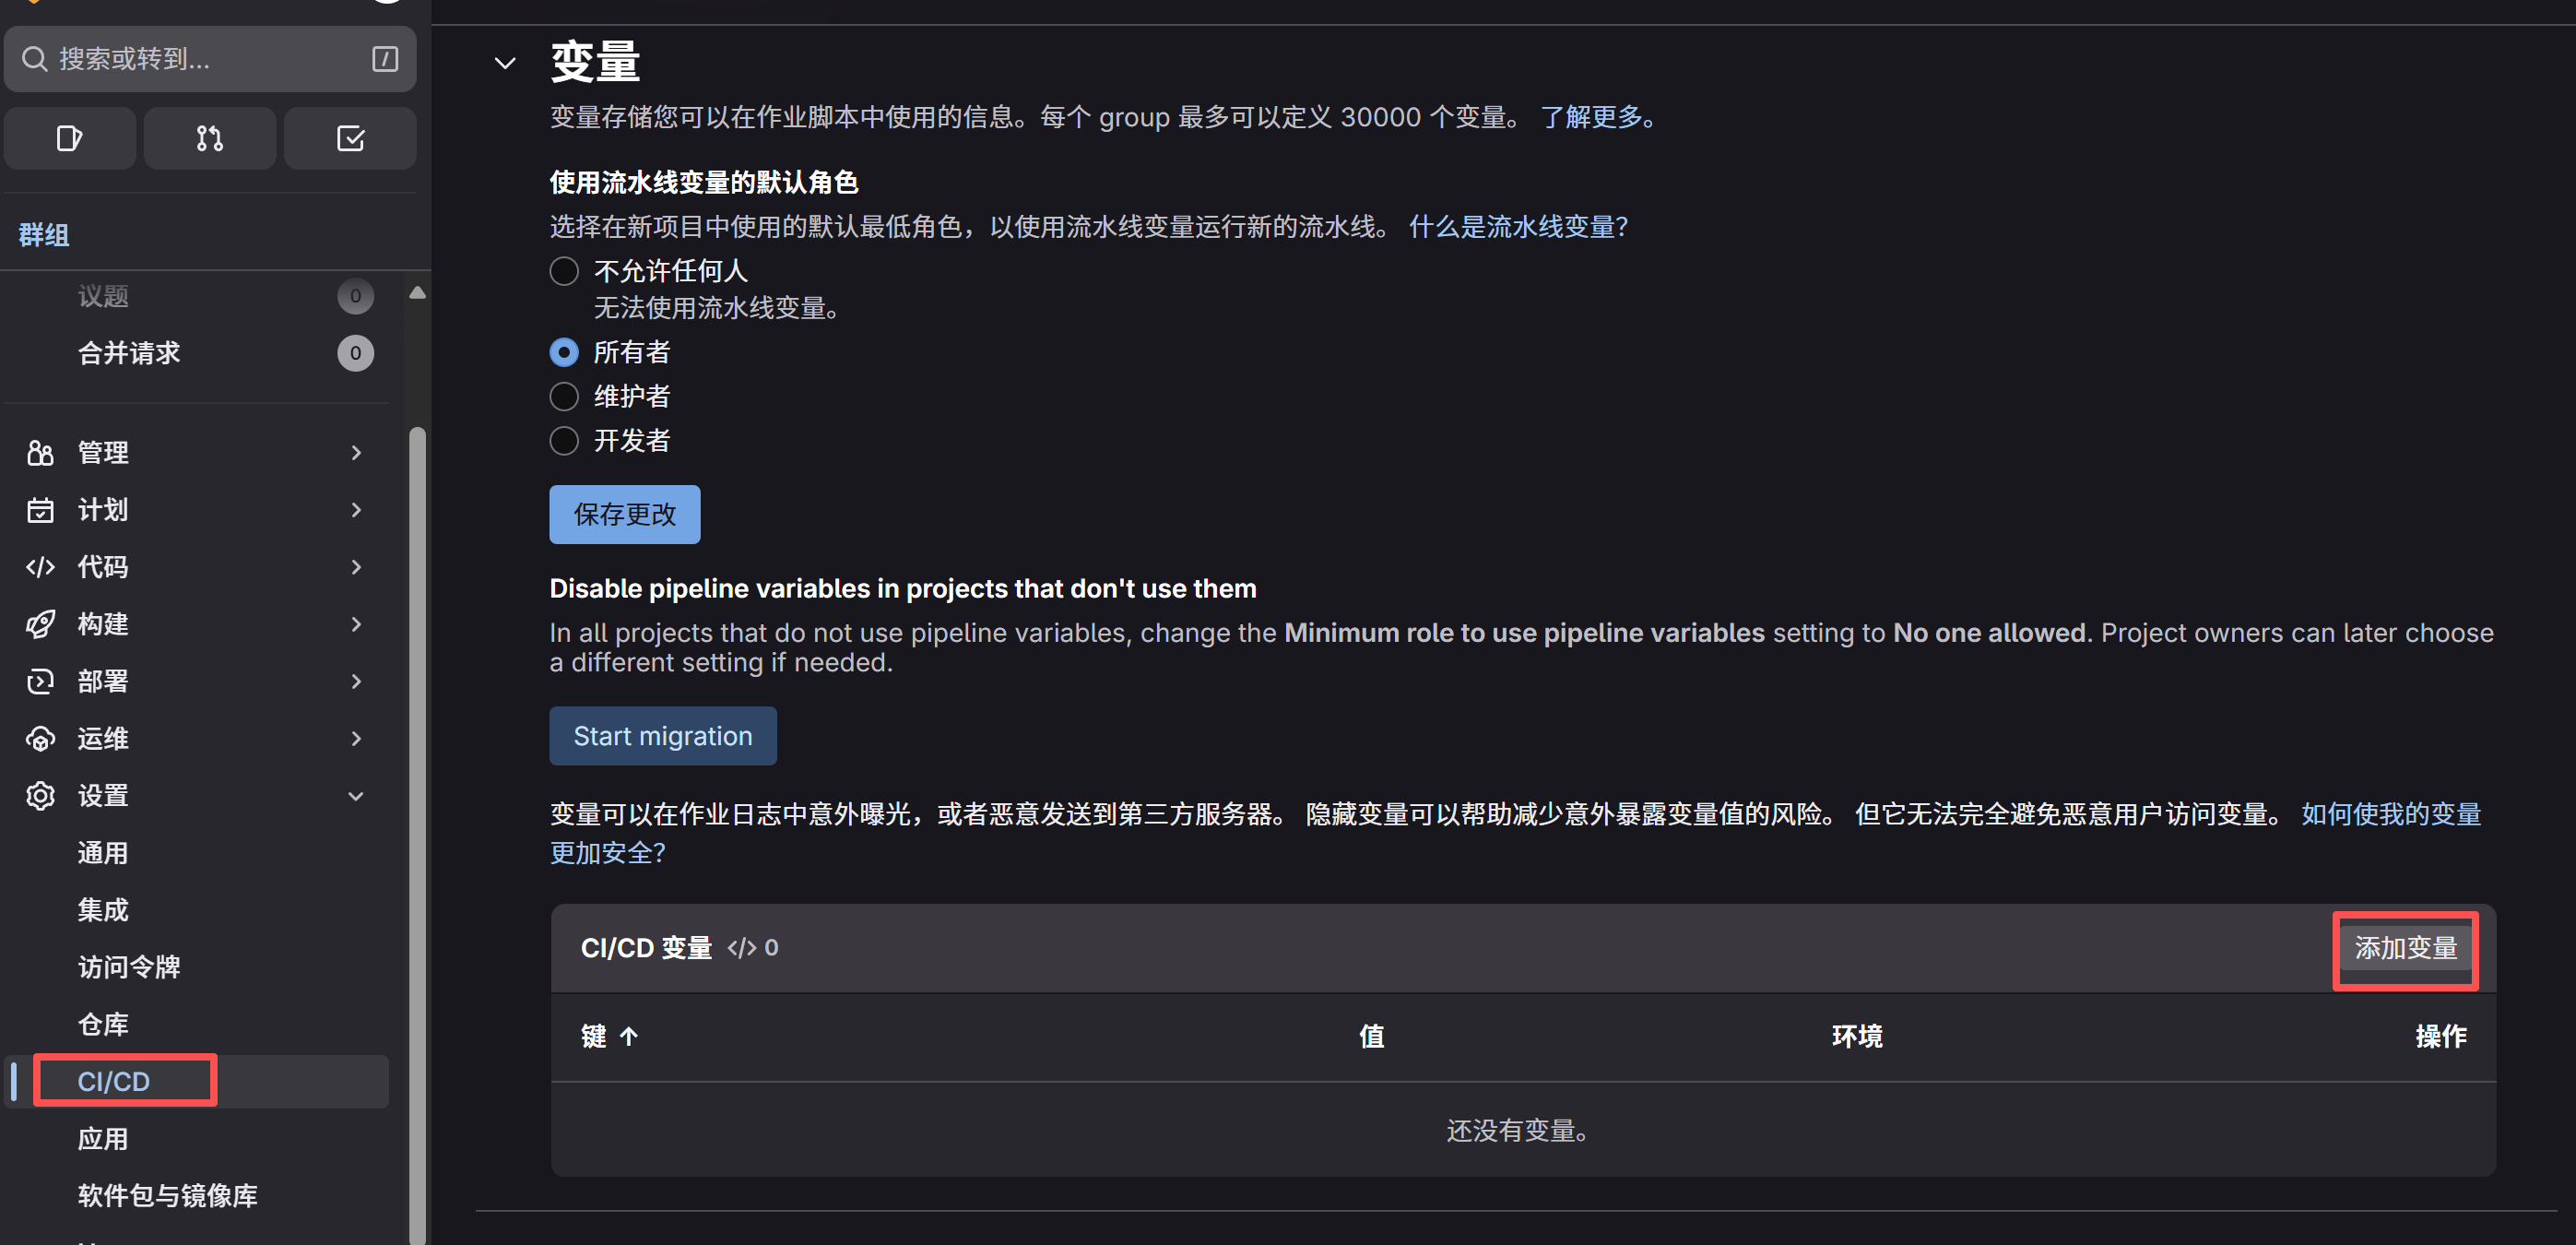 搜索或转到...
/
群组
议题 0
合并请求 0
管理
计划
代码
构建
部署
运维
设置
通用
集成
访问令牌
仓库
CI/CD
应用
软件包与镜像库
变量
变量存储您可以在作业脚本中使用的信息。每个 group 最多可以定义 30000 个变量。 了解更多。
使用流水线变量的默认角色
选择在新项目中使用的默认最低角色，以使用流水线变量运行新的流水线。 什么是流水线变量？
不允许任何人
无法使用流水线变量。
所有者
维护者
开发者
保存更改
Disable pipeline variables in projects that don't use them
In all projects that do not use pipeline variables, change the Minimum role to use pipeline variables setting to No one allowed. Project owners can later choose
a different setting if needed.
Start migration
变量可以在作业日志中意外曝光，或者恶意发送到第三方服务器。 隐藏变量可以帮助减少意外暴露变量值的风险。 但它无法完全避免恶意用户访问变量。 如何使我的变量
更加安全？
CI/CD 变量 </> 0 添加变量
键 ↑ 值 环境 操作
还没有变量。